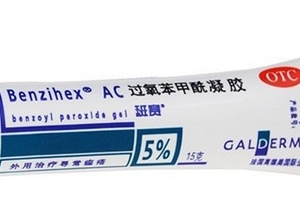 Benzihex® AC 过氧苯甲酰凝胶
benzoyl peroxide gel 班赛
5%
15克
外用治疗寻常痤疮
OTC
GALDERM